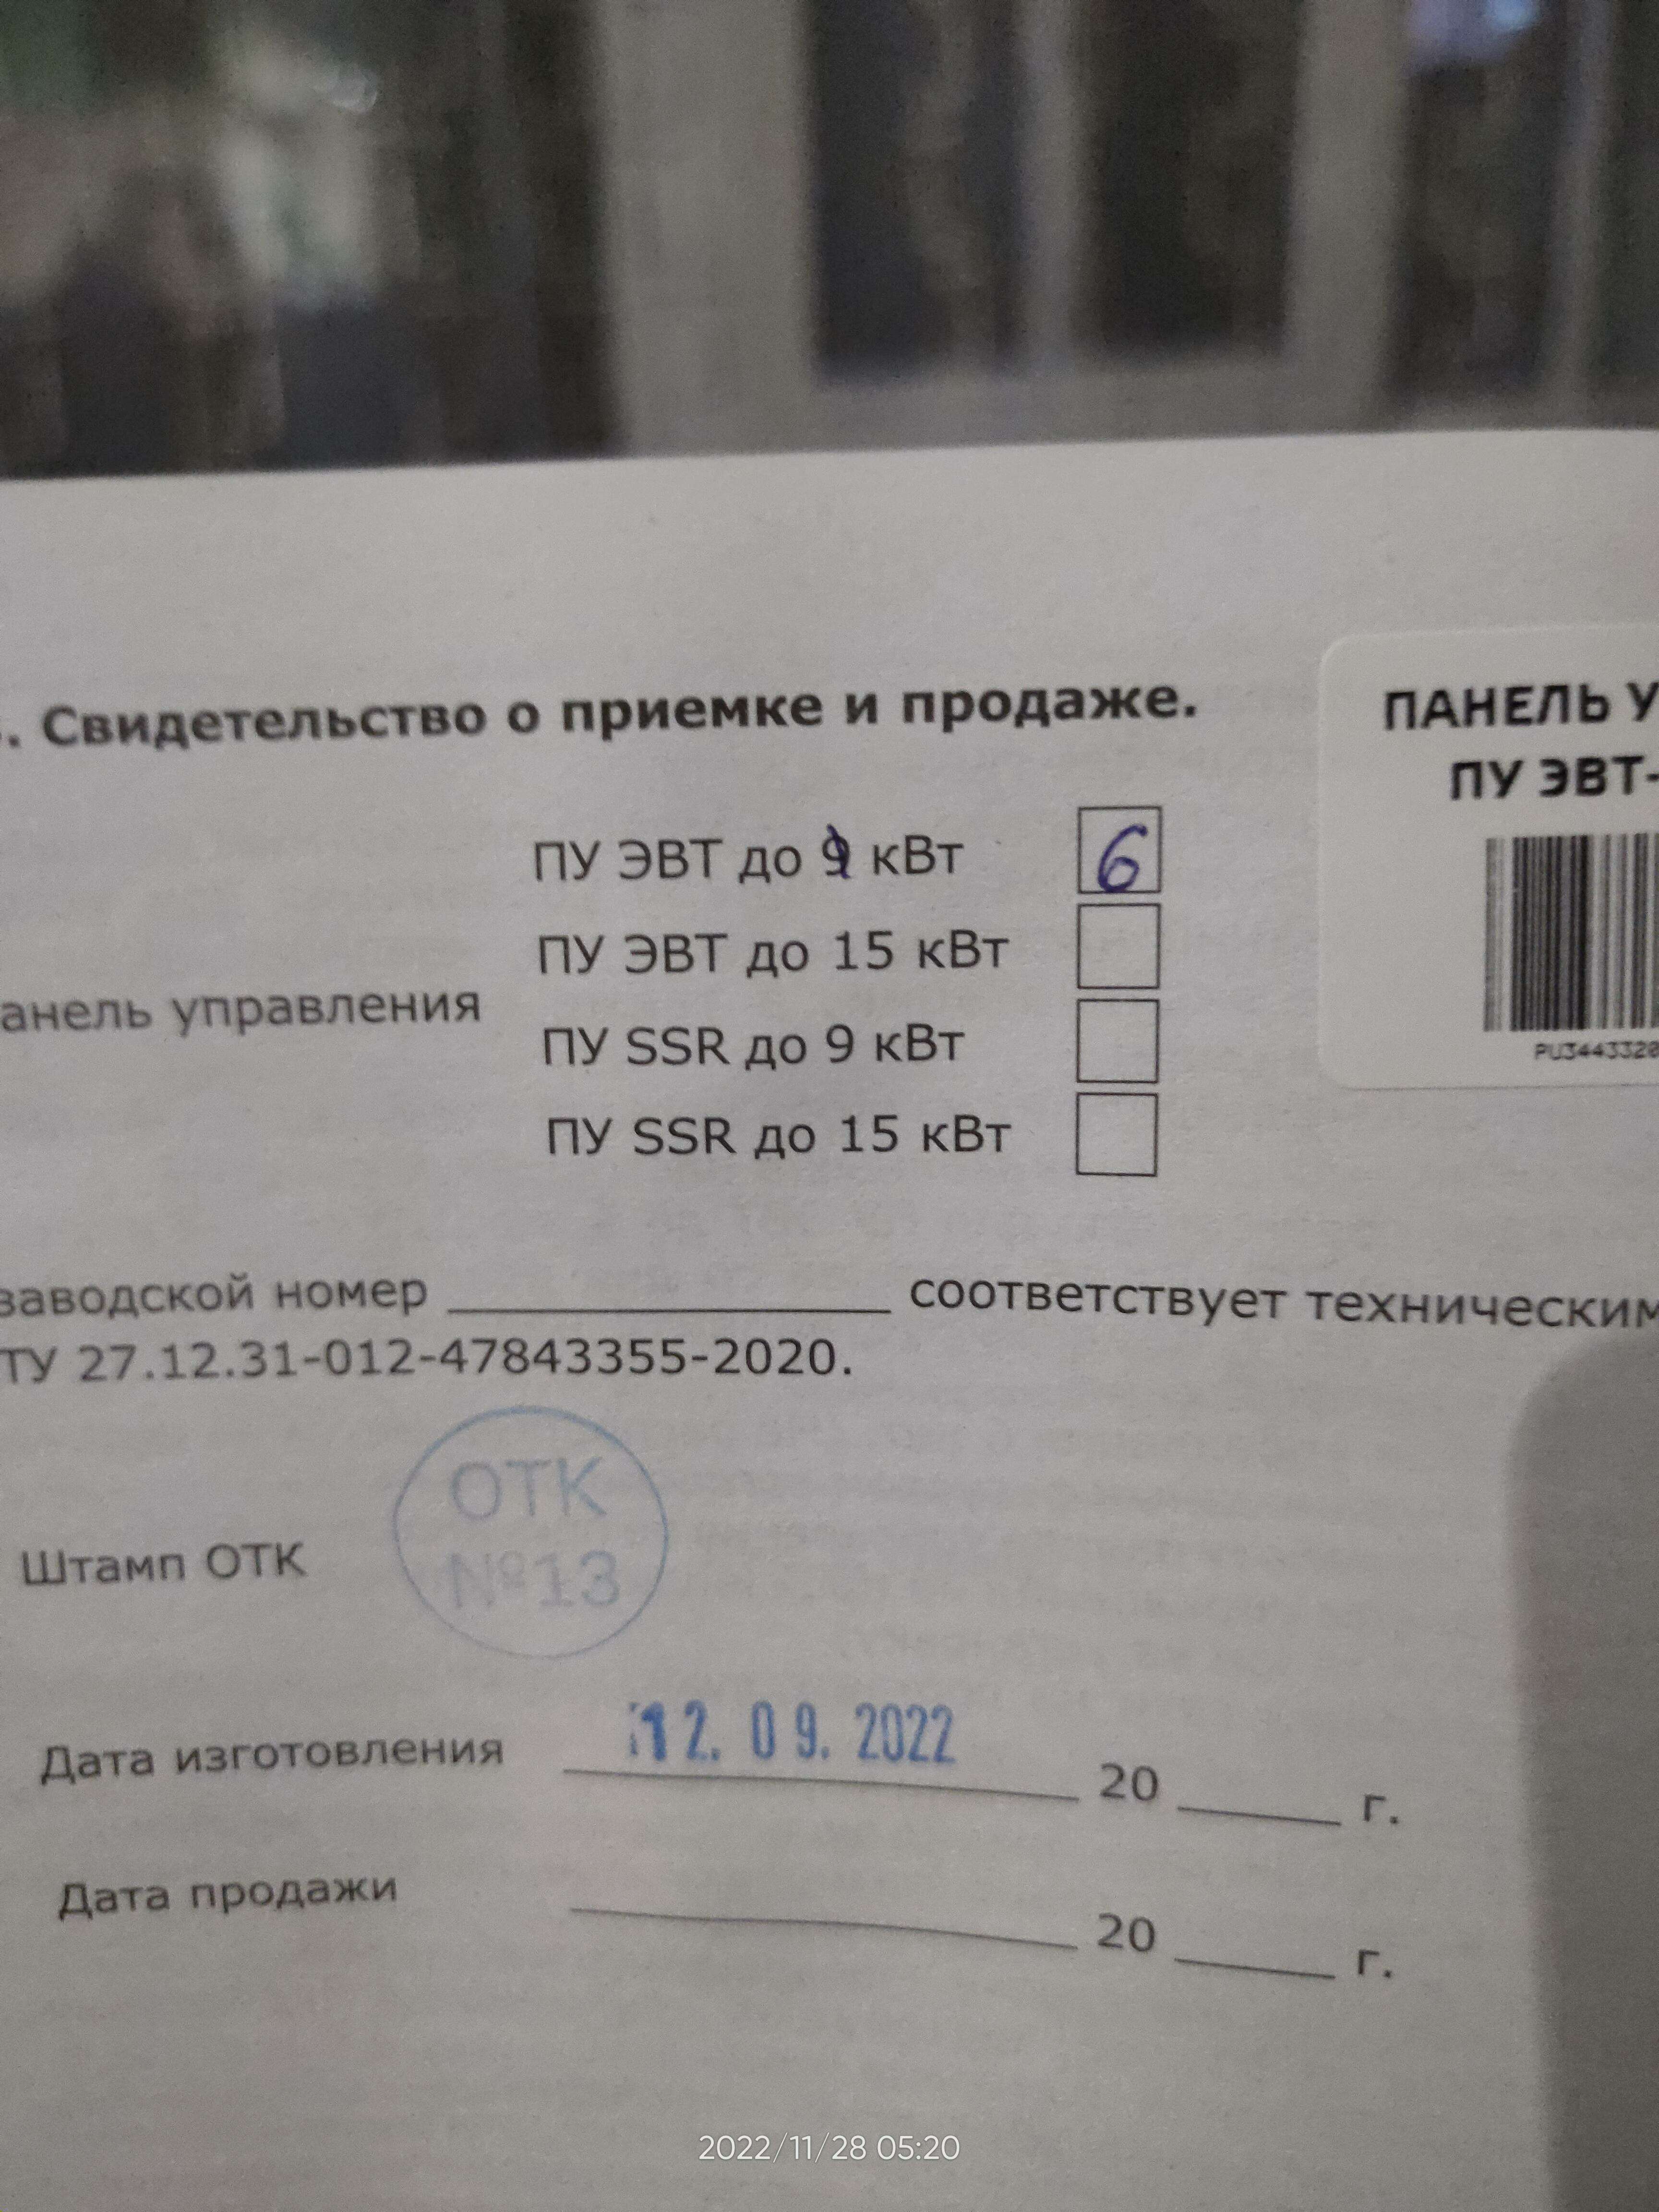 . Свидетельство о приемке и продаже.
ПАНЕЛЬ У
ПУ ЭВТ-
PU3443320
ПУ ЭВТ до 9 кВт 6
ПУ ЭВТ до 15 кВт
анель управления
ПУ SSR до 9 кВт
ПУ SSR до 15 кВт
заводской номер соответствует техническим
ТУ 27.12.31-012-47843355-2020.
ОТК
№13
Штамп ОТК
Дата изготовления 12. 09. 2022 20 г.
Дата продажи 20 г.
2022/11/28 05:20